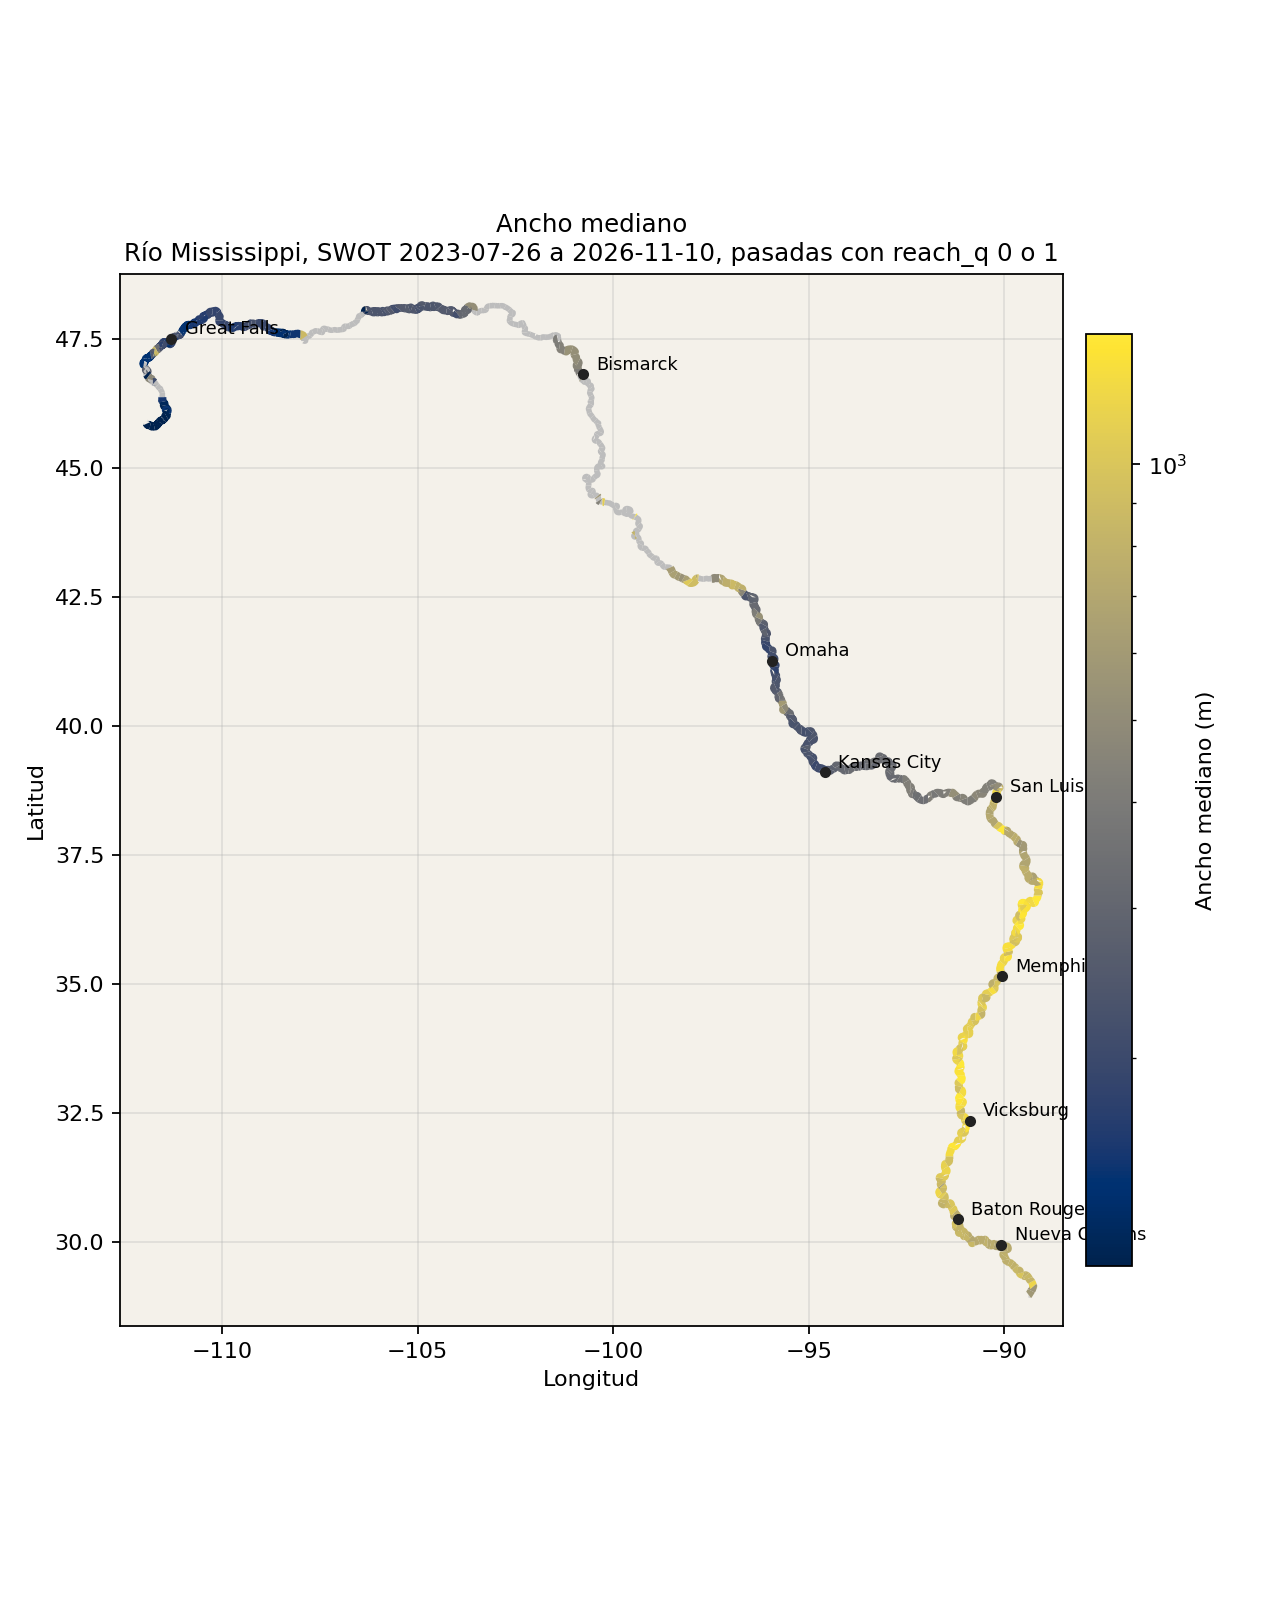 Ancho mediano
Río Mississippi, SWOT 2023-07-26 a 2026-11-10, pasadas con reach_q 0 o 1
Great Falls
Bismarck
Omaha
Kansas City
San Luis
Vicksburg
Baton Rouge
Nueva
47.5
45.0
42.5
40.0
37.5
35.0
32.5
30.0
Latitud
−110
−105
−100
−95
−90
Longitud
10³
Ancho mediano (m)